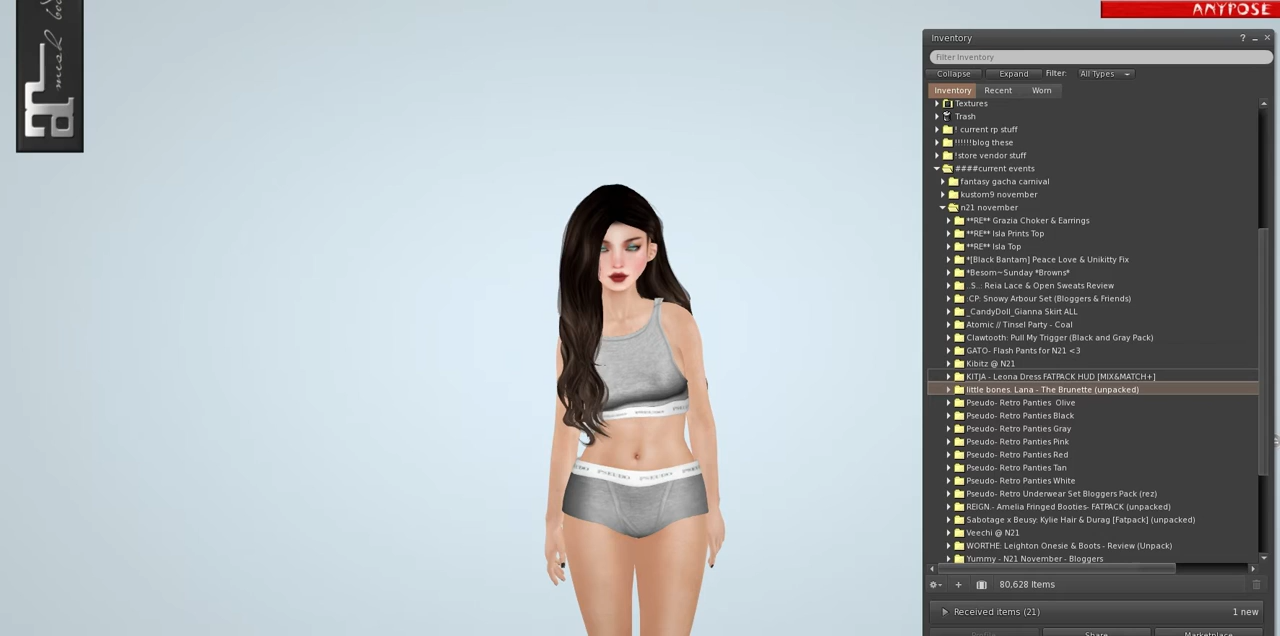 mesh
ANYPOSE
Inventory
? _ ×
Filter Inventory
Collapse Expand Filter: All Types
Inventory Recent Worn
Textures
Trash
! current rp stuff
!!!!!!blog these
!store vendor stuff
####current events
fantasy gacha carnival
kustom9 november
n21 november
**RE** Grazia Choker & Earrings
**RE** Isla Prints Top
**RE** Isla Top
*[Black Bantam] Peace Love & Unikitty Fix
*Besom~Sunday *Browns*
..S..: Reia Lace & Open Sweats Review
:CP: Snowy Arbour Set (Bloggers & Friends)
_CandyDoll_Gianna Skirt ALL
Atomic // Tinsel Party - Coal
Clawtooth: Pull My Trigger (Black and Gray Pack)
GATO- Flash Pants for N21 <3
Kibitz @ N21
KITJA - Leona Dress FATPACK HUD [MIX&MATCH+]
little bones. Lana - The Brunette (unpacked)
Pseudo- Retro Panties  Olive
Pseudo- Retro Panties Black
Pseudo- Retro Panties Gray
Pseudo- Retro Panties Pink
Pseudo- Retro Panties Red
Pseudo- Retro Panties Tan
Pseudo- Retro Panties White
Pseudo- Retro Underwear Set Bloggers Pack (rez)
REIGN.- Amelia Fringed Booties- FATPACK (unpacked)
Sabotage x Beusy: Kylie Hair & Durag [Fatpack] (unpacked)
Veechi @ N21
WORTHE: Leighton Onesie & Boots - Review (Unpack)
Yummy - N21 November - Bloggers
+ 80,628 Items
Received items (21) 1 new
Profile Share Marketplace
PSEUDO